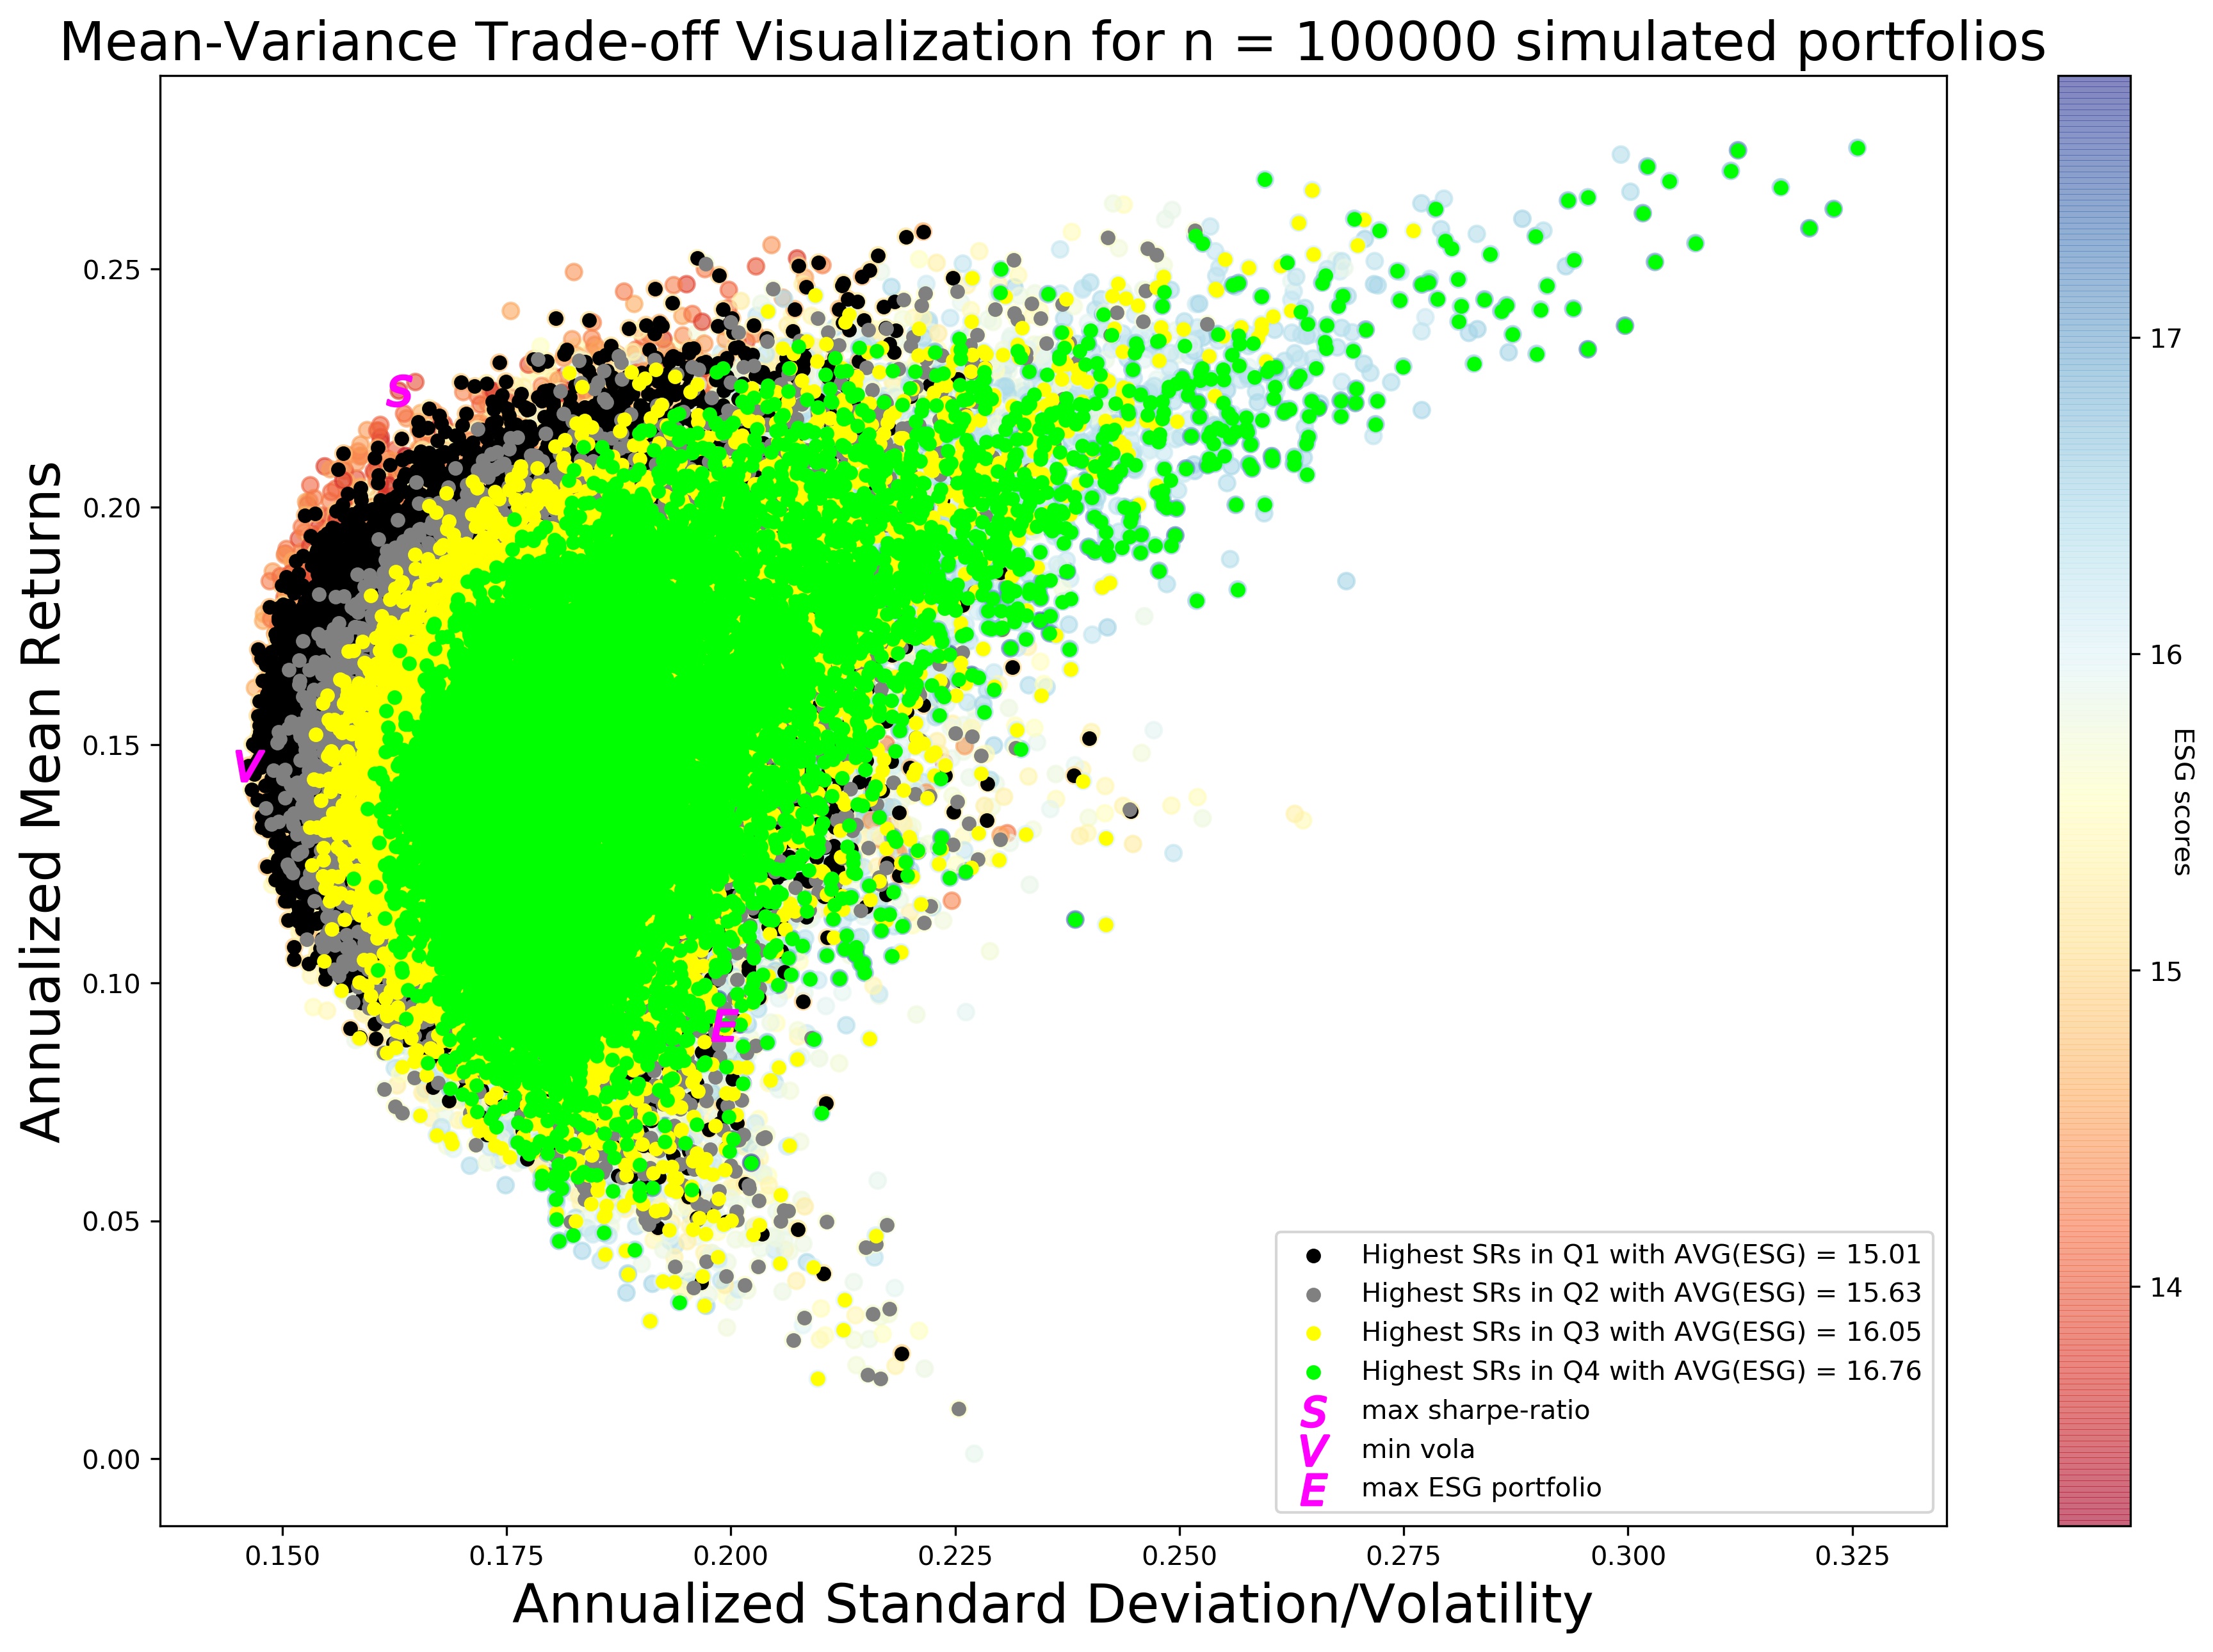 Mean-Variance Trade-off Visualization for n = 100000 simulated portfolios
Annualized Mean Returns
0.25
0.20
0.15
0.10
0.05
0.00
S
V
E
Highest SRs in Q1 with AVG(ESG) = 15.01
Highest SRs in Q2 with AVG(ESG) = 15.63
Highest SRs in Q3 with AVG(ESG) = 16.05
Highest SRs in Q4 with AVG(ESG) = 16.76
S max sharpe-ratio
V min vola
E max ESG portfolio
0.150 0.175 0.200 0.225 0.250 0.275 0.300 0.325
Annualized Standard Deviation/Volatility
17
16
15
14
ESG scores